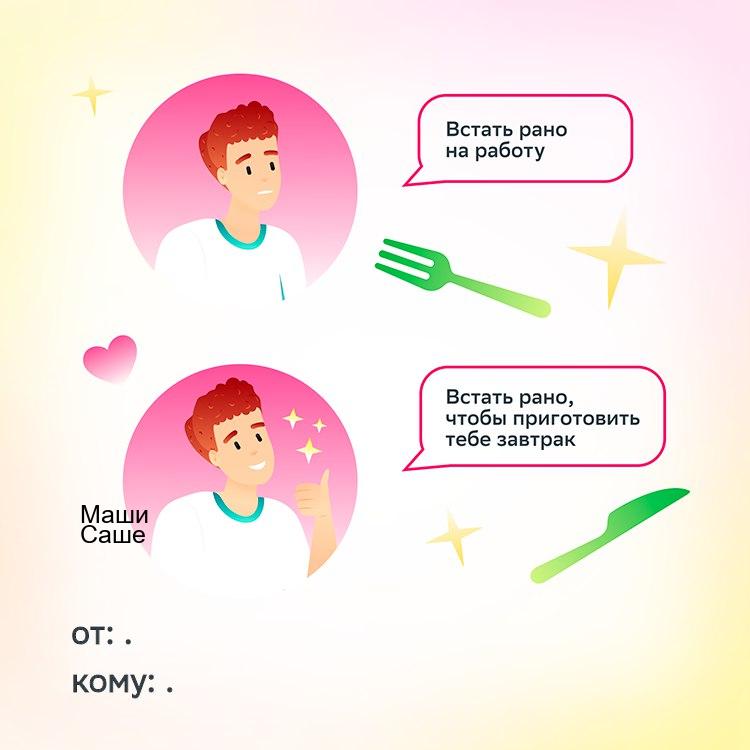 Встать рано
на работу
Встать рано,
чтобы приготовить
тебе завтрак
Маши
Саше
от: .
кому: .